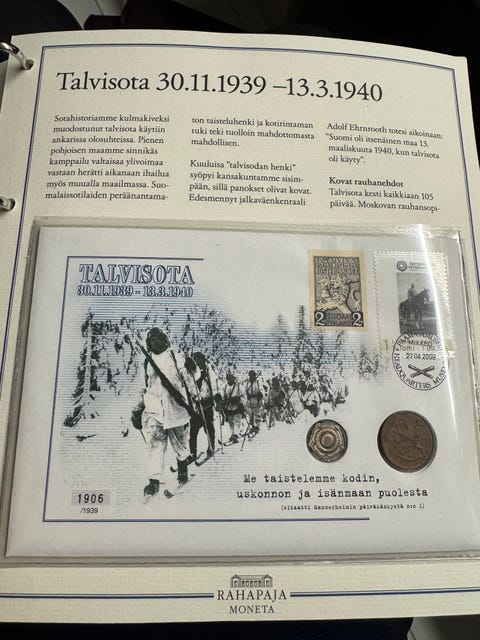 Talvisota 30.11.1939 –13.3.1940
Sotahistoriamme kulmakiveksi
muodostunut talvisota käytiin
ankarissa olosuhteissa. Pienen
pohjoisen maamme sinnikäs
kamppailu valtaisaa ylivoimaa
vastaan herätti aikanaan ihailua
myös muualla maailmassa. Suo-
malaissotilaiden peräänantama-
ton taisteluhenki ja kotirintaman
tuki teki tuolloin mahdottomasta
mahdollisen.
Kuuluisa "talvisodan henki"
syöpyi kansakuntamme sisim-
pään, sillä panokset olivat kovat.
Edesmennyt jalkaväenkenraali
Adolf Ehrnrooth totesi aikoinaan:
"Suomi oli itsenäinen maa 13.
maaliskuuta 1940, kun talvisota
oli käyty".
Kovat rauhanehdot
Talvisota kesti kaikkiaan 105
päivää. Moskovan rauhansopi-
TALVISOTA
30.11.1939 - 13.3.1940
ISÄNMAA
2 SUOMI 2
FINLAND
MIKKELI
27.04.2009
HEADQUARTERS MUSEUM
Me taistelemme kodin,
uskonnon ja isänmaan puolesta
(sitaatti Mannerheimin päiväkäskystä n:o 1)
1906
/1939
RAHAPAJA
MONETA